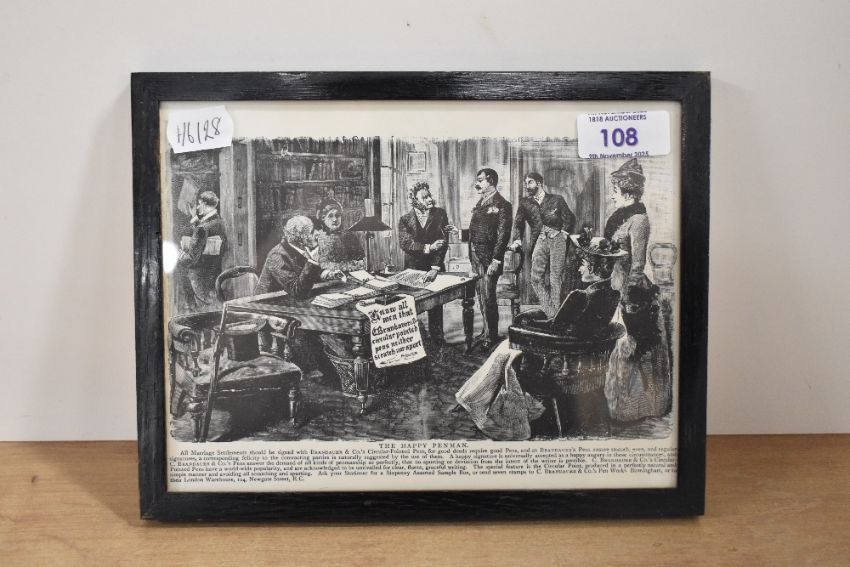 H6128
1818 AUCTIONEERS
108
9th November 2025
Know all
men that
Brandauer's
circular pointed
pens neither
scratch nor spurt
THE HAPPY PENMAN.
All Marriage Settlements should be signed with BRANDAUER & CO.'S Circular-Pointed Pens, for good deeds require good Pens, and as BRANDAUER'S Pens ensure smooth, even, and regular
signatures, a corresponding felicity to the contracting parties is naturally suggested by the use of them. A happy signature is universally accepted as a happy augury in these circumstances, and
C. BRANDAUER & CO.'S Pens answer the demand of all kinds of penmanship so perfectly, that no spurting or deviation from the intent of the writer is possible. C. BRANDAUER & CO.'S Circular-
Pointed Pens have a world-wide popularity, and are acknowledged to be unrivalled for clear, fluent, graceful writing. The special feature is the Circular Point, produced in a perfectly natural and
simple manner and avoiding all scratching and spurting. Ask your Stationer for a Sixpenny Assorted Sample Box, or send seven stamps to C. BRANDAUER & CO.'S Pen Works Birmingham, or to
their London Warehouse, 124, Newgate Street, E.C.